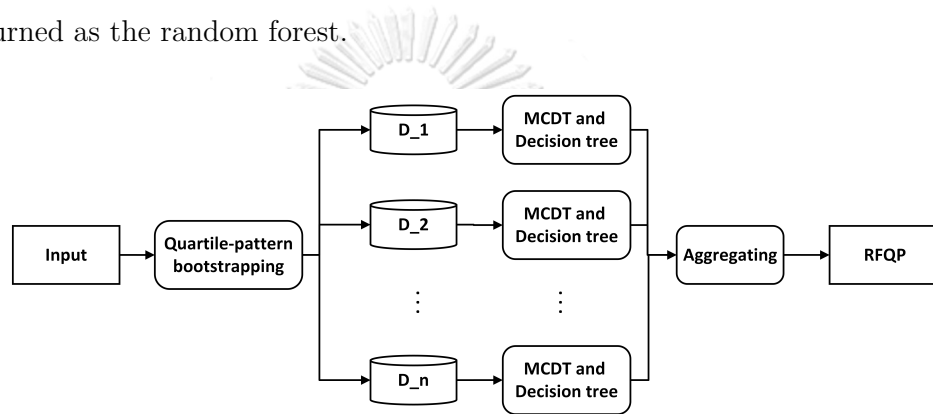 urned as the random forest.
D_1
MCDT and
Decision tree
D_2
MCDT and
Decision tree
Input
Quartile-pattern
bootstrapping
Aggregating
RFQP
⋮
⋮
D_n
MCDT and
Decision tree